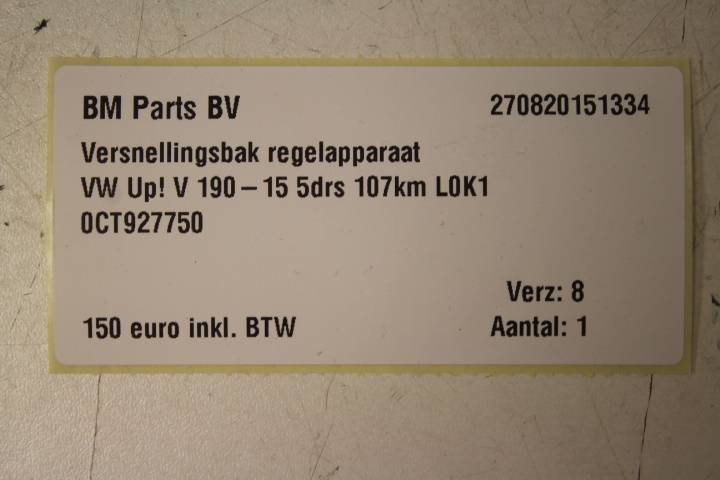 BM Parts BV 270820151334
Versnellingsbak regelapparaat
VW Up! V 190 – 15 5drs 107km L0K1
0CT927750
Verz: 8
150 euro inkl. BTW Aantal: 1